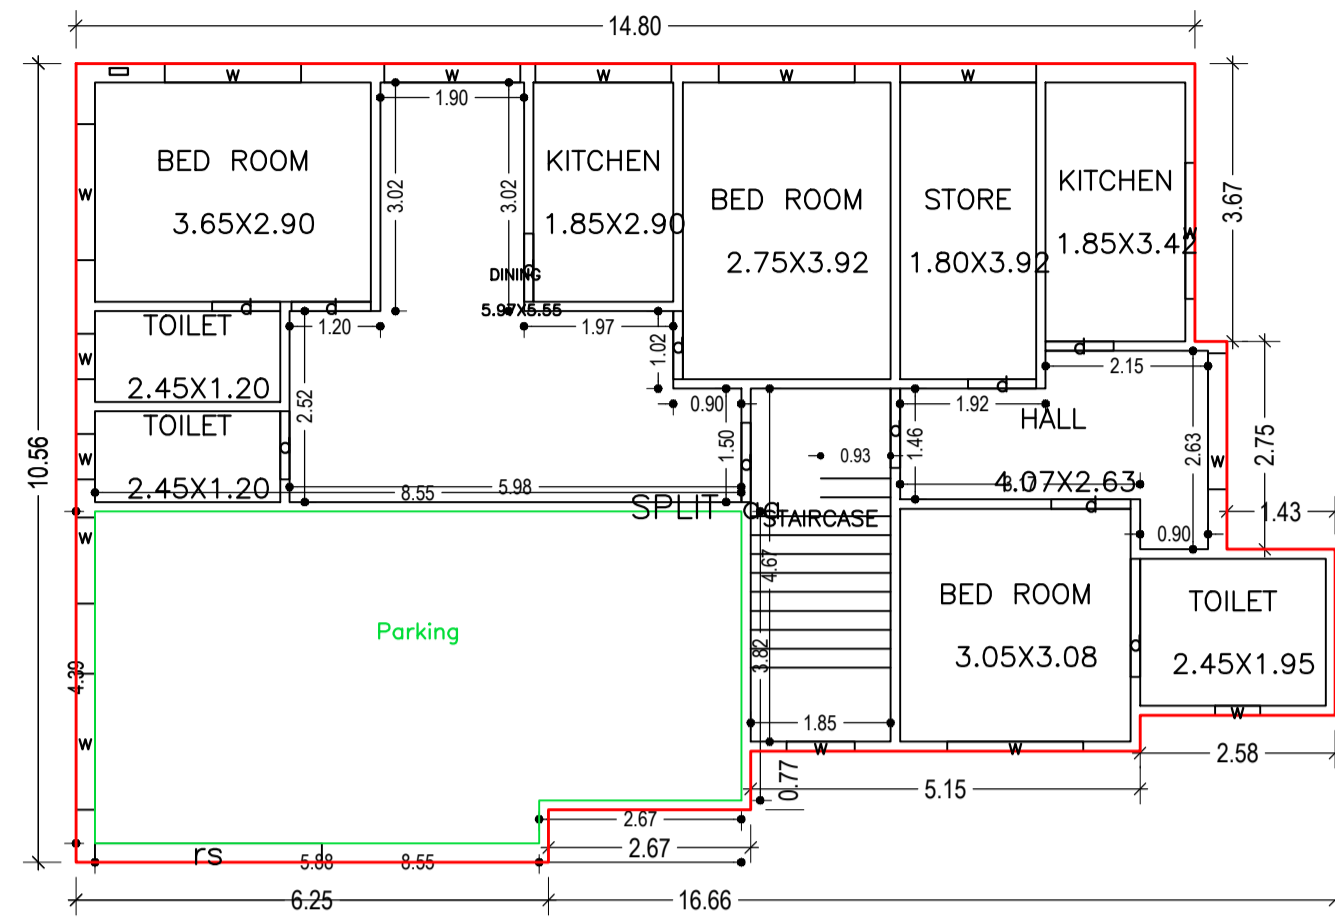 14.80
W W W W W
1.90
BED ROOM
3.65X2.90
3.02
3.02
KITCHEN
1.85X2.90
BED ROOM
2.75X3.92
STORE
1.80X3.92
KITCHEN
1.85X3.42
3.67
W
W
DINING
5.97X5.55
d
d d
1.20
1.97
1.02
d
TOILET
2.45X1.20
W
2.52
0.90
1.50
d
2.15
d
d
1.92
HALL
4.07X2.63
2.63
2.75
W
1.46
d
0.93
10.56
TOILET
2.45X1.20
W
d
5.98
8.55
SPLIT
STAIRCASE
3.17
d
0.90
1.43
W
4.67
3.82
Parking
BED ROOM
3.05X3.08
d
TOILET
2.45X1.95
W
4.39
W
1.85
W
W
2.58
0.77
5.15
2.67
2.67
rs
5.88
8.55
6.25
16.66